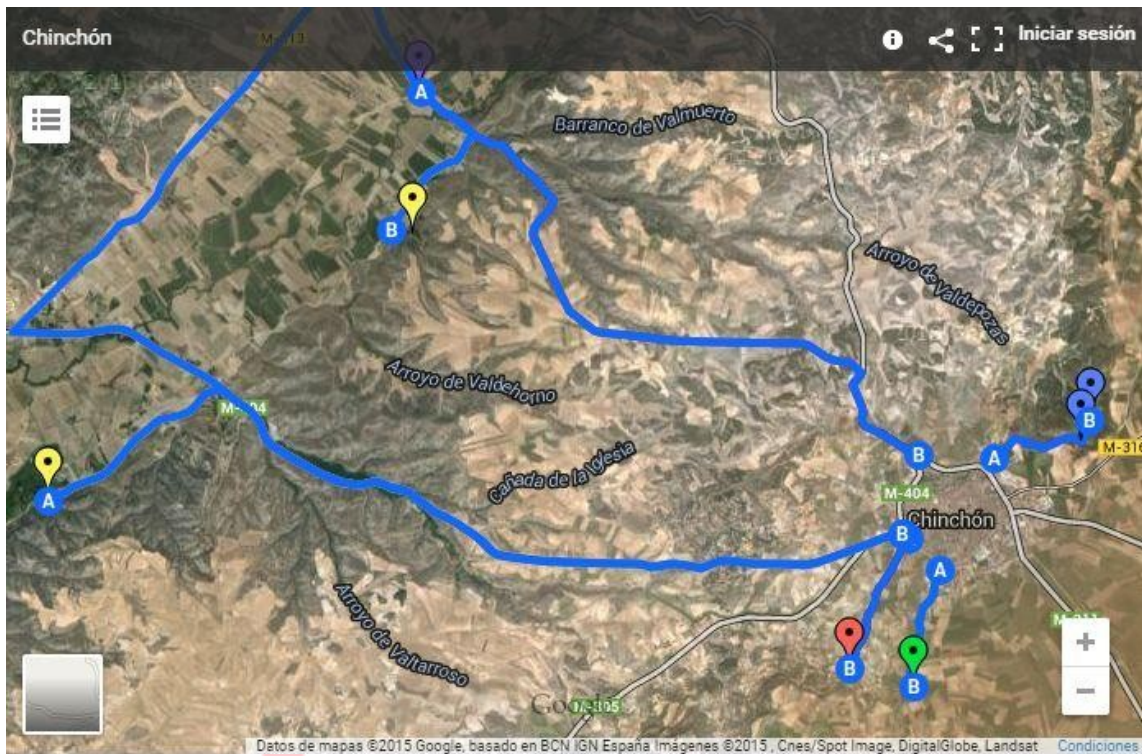 Chinchón
Iniciar sesión
A
Barranco de Valmuerto
B
Arroyo de Valdepozas
Arroyo de Valdehorno
M-404
B
M-316
Cañada de la Iglesia
B
A
A
M-404
Chinchón
B
A
Arroyo de Valtarroso
B
B
M-305
Google
Datos de mapas ©2015 Google, basado en BCN IGN España Imágenes ©2015 , Cnes/Spot Image, DigitalGlobe, Landsat
Condiciones